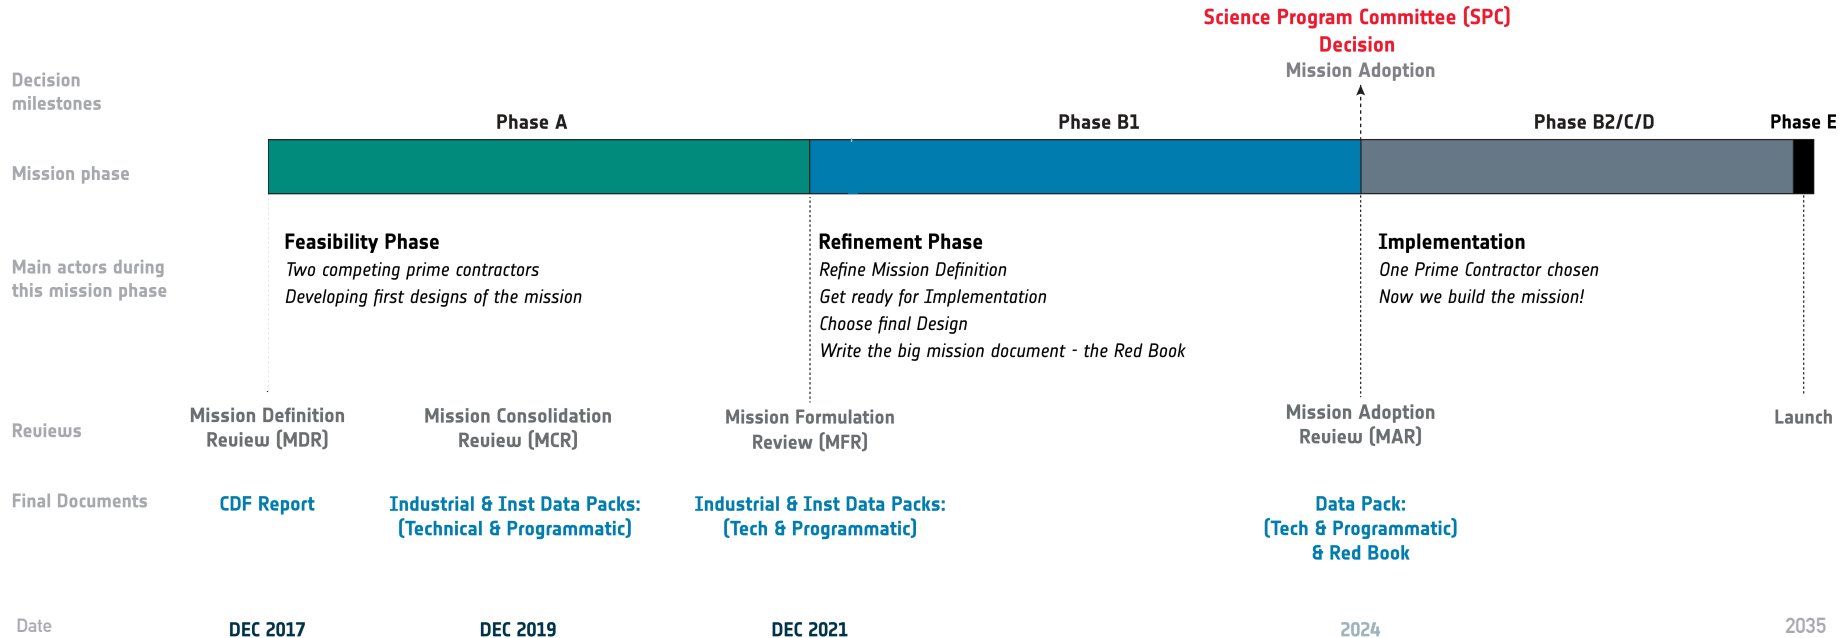 Science Program Committee (SPC)
Decision
Mission Adoption
Decision
milestones
Phase A
Phase B1
Phase B2/C/D
Phase E
Mission phase
Main actors during
this mission phase
Feasibility Phase
Two competing prime contractors
Developing first designs of the mission
Refinement Phase
Refine Mission Definition
Get ready for Implementation
Choose final Design
Write the big mission document - the Red Book
Implementation
One Prime Contractor chosen
Now we build the mission!
Reviews
Mission Definition
Review (MDR)
Mission Consolidation
Review (MCR)
Mission Formulation
Review (MFR)
Mission Adoption
Review (MAR)
Launch
Final Documents
CDF Report
Industrial & Inst Data Packs:
(Technical & Programmatic)
Industrial & Inst Data Packs:
(Tech & Programmatic)
Data Pack:
(Tech & Programmatic)
& Red Book
Date
DEC 2017
DEC 2019
DEC 2021
2024
2035